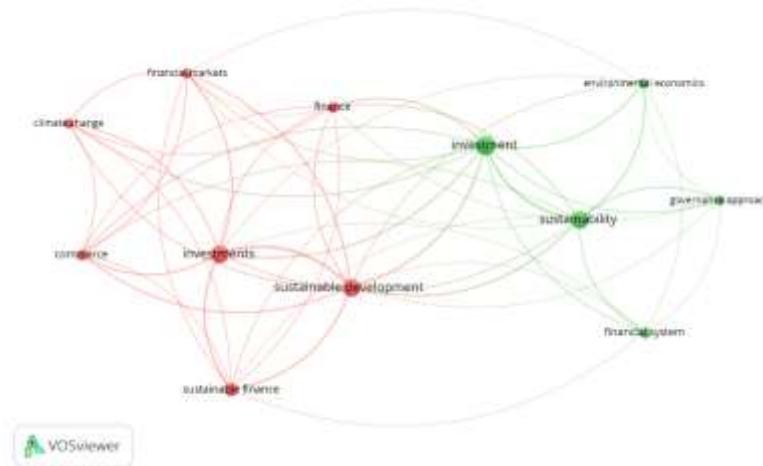 financial markets
environmental economics
finance
climate change
investment
governance approac
sustainability
commerce
investments
sustainable development
financial system
sustainable finance
VOSviewer